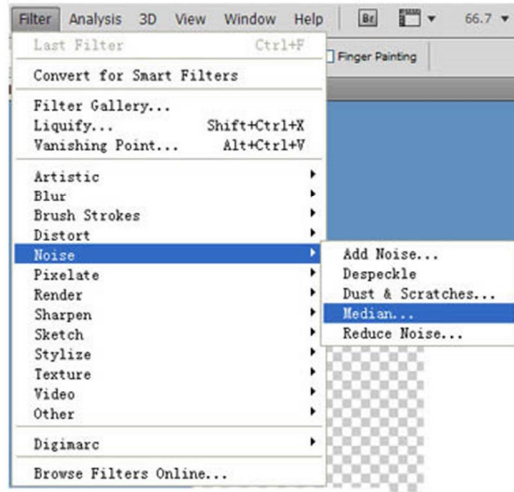 Filter Analysis 3D View Window Help Br 66.7
Last Filter Ctrl+F
Finger Painting
Convert for Smart Filters
Filter Gallery...
Liquify... Shift+Ctrl+X
Vanishing Point... Alt+Ctrl+V
Artistic
Blur
Brush Strokes
Distort
Noise
Add Noise...
Pixelate
Despeckle
Render
Dust & Scratches...
Sharpen
Median...
Sketch
Reduce Noise...
Stylize
Texture
Video
Other
Digimarc
Browse Filters Online...